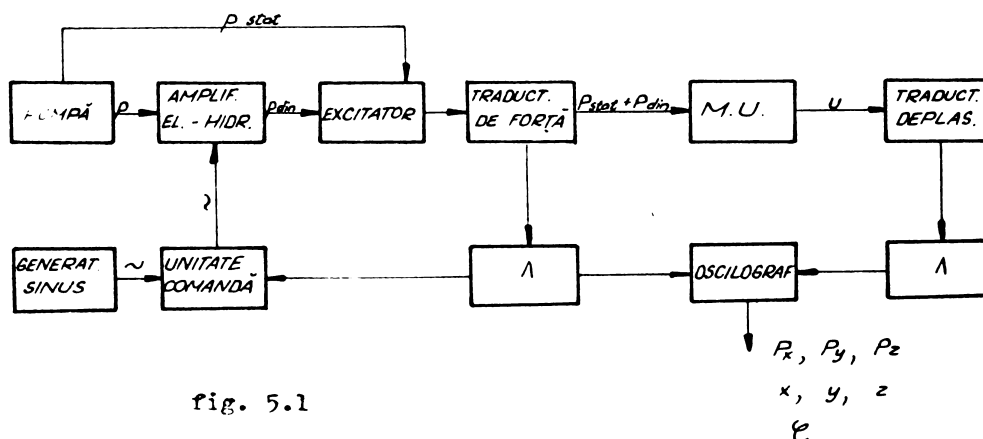 p stat
AMPLIF.
EL. - HIDR.
EXCITATOR
TRADUCT.
DE FORȚĂ
M.U.
TRADUCT.
DEPLAS.
p
Pdin
Pstat + Pdin
u
~
GENERAT.
SINUS
~
UNITATE
COMANDĂ
Λ
OSCILOGRAF
Λ
Px, Py, Pz
x, y, z
φ
fig. 5.1